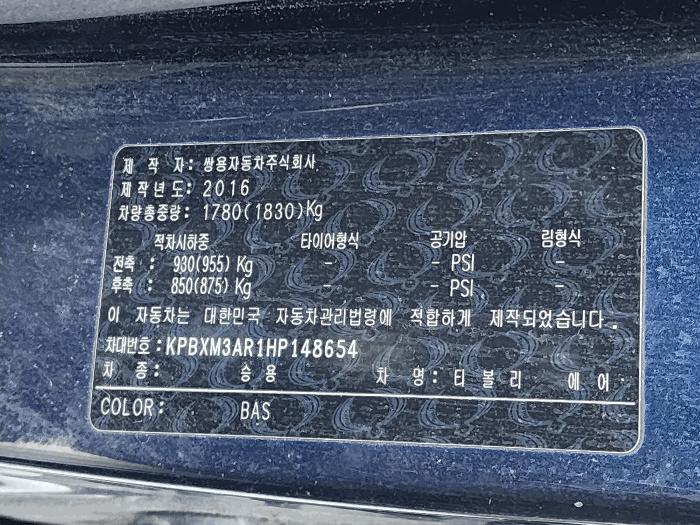 제 작 자: 쌍용자동차주식회사
제작년도: 2016
차량총중량: 1780(1830)Kg
적차시하중 타이어형식 공기압 림형식
전축 : 930(955) Kg - - PSI -
후축 : 850(875) Kg - - PSI -
이 자동차는 대한민국 자동차관리법령에 적합하게 제작되었습니다.
차대번호:KPBXM3AR1HP148654
차 종: 승 용 차 명: 티 볼 리 에 어
COLOR: BAS